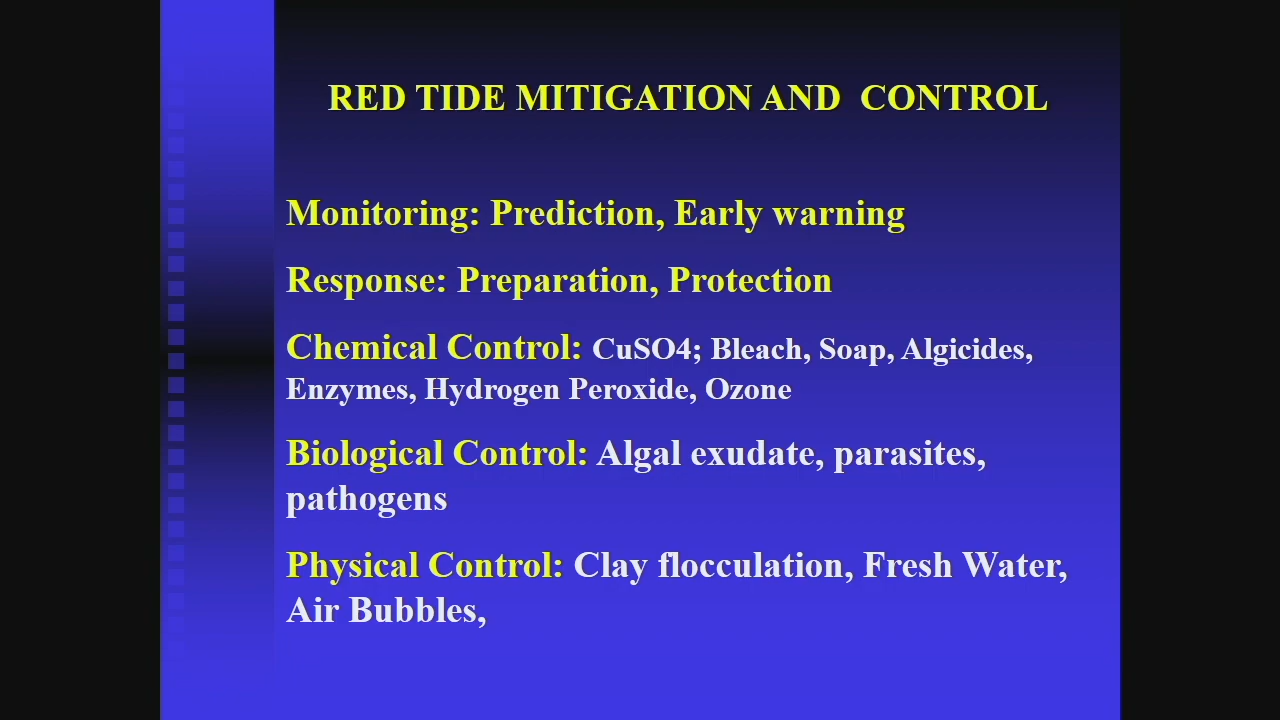 RED TIDE MITIGATION AND CONTROL
Monitoring: Prediction, Early warning
Response: Preparation, Protection
Chemical Control: CuSO4; Bleach, Soap, Algicides,
Enzymes, Hydrogen Peroxide, Ozone
Biological Control: Algal exudate, parasites,
pathogens
Physical Control: Clay flocculation, Fresh Water,
Air Bubbles,